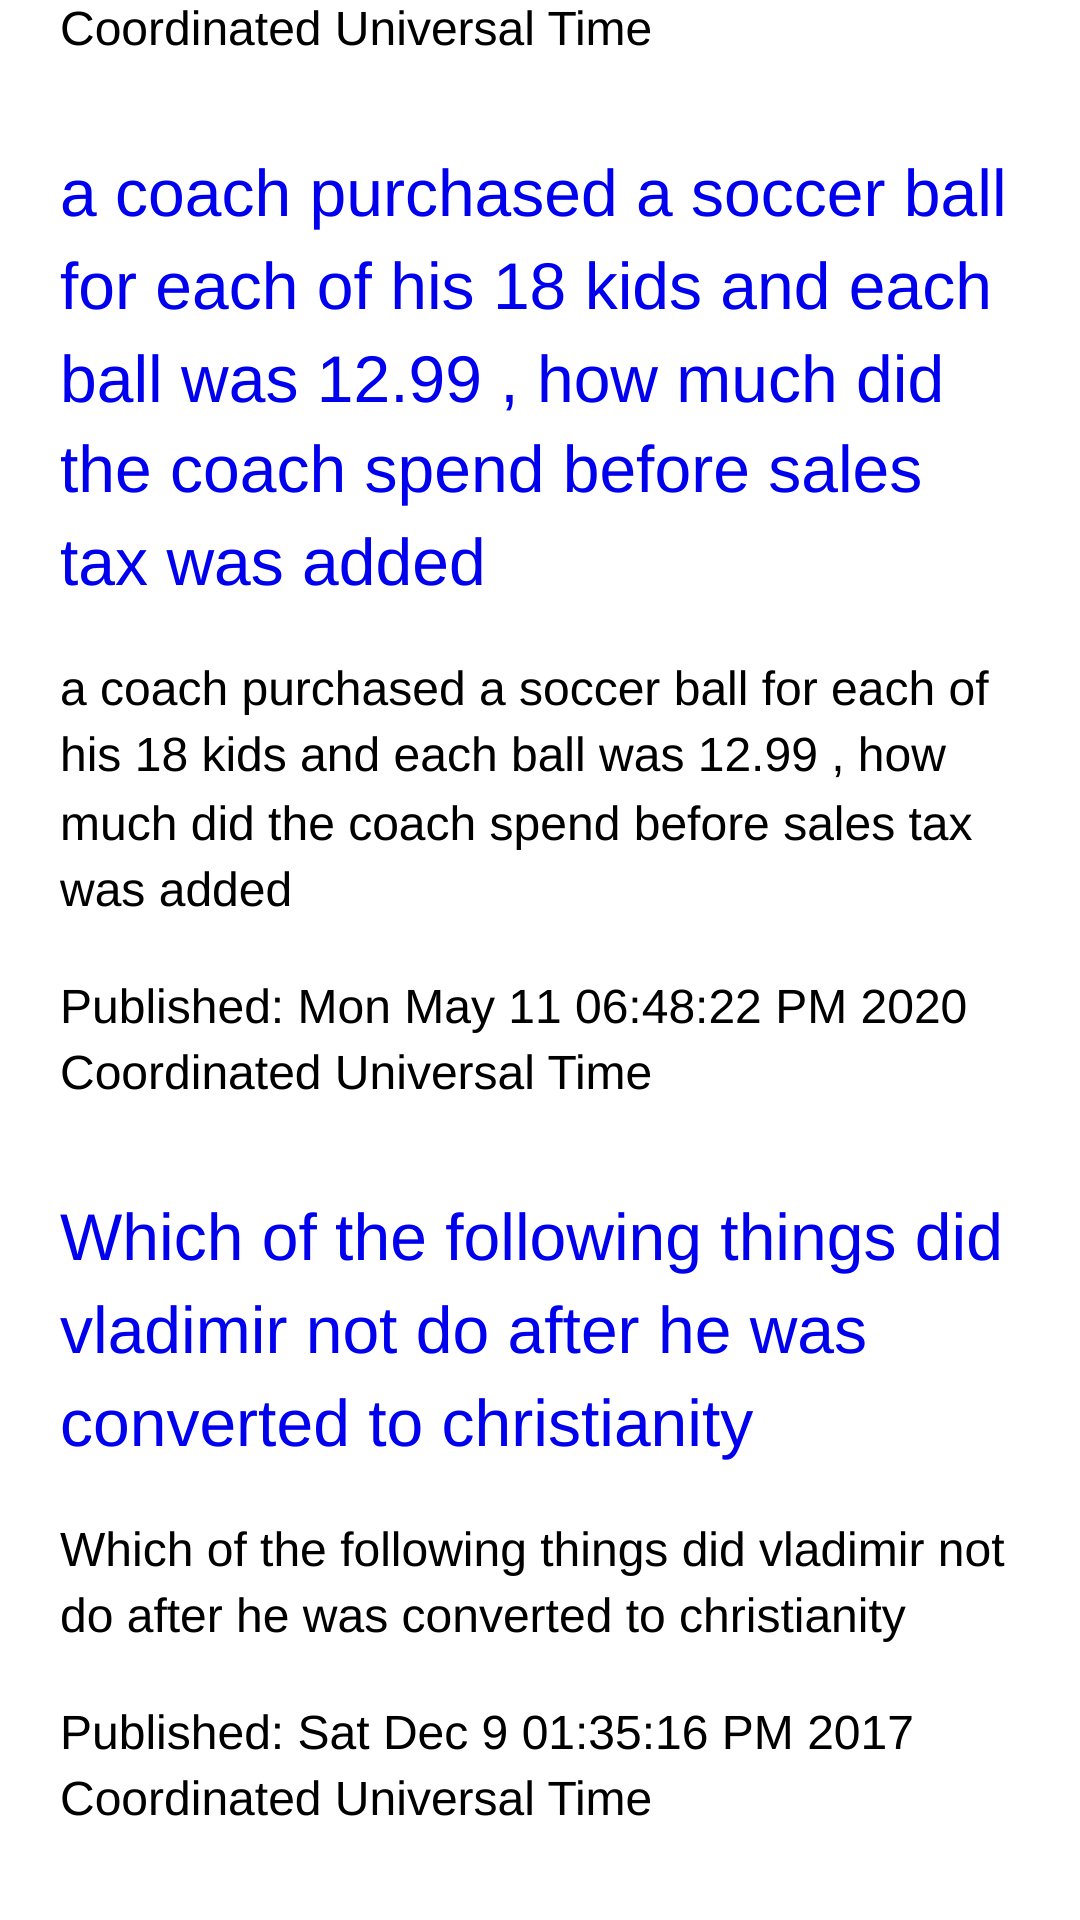 Coordinated Universal Time
a coach purchased a soccer ball
for each of his 18 kids and each
ball was 12.99 , how much did
the coach spend before sales
tax was added
a coach purchased a soccer ball for each of
his 18 kids and each ball was 12.99 , how
much did the coach spend before sales tax
was added
Published: Mon May 11 06:48:22 PM 2020
Coordinated Universal Time
Which of the following things did
vladimir not do after he was
converted to christianity
Which of the following things did vladimir not
do after he was converted to christianity
Published: Sat Dec 9 01:35:16 PM 2017
Coordinated Universal Time